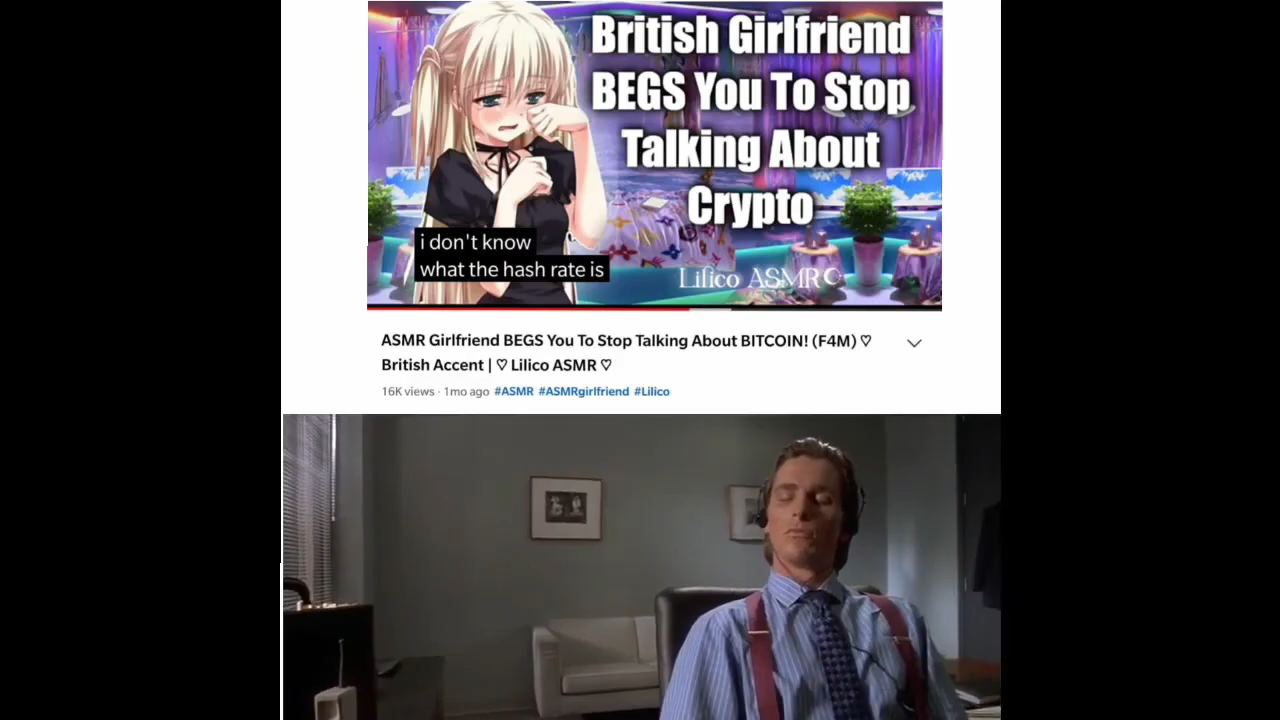 British Girlfriend
BEGS You To Stop
Talking About
Crypto
i don't know
what the hash rate is
Lilico ASMR
ASMR Girlfriend BEGS You To Stop Talking About BITCOIN! (F4M) ♡
British Accent | ♡ Lilico ASMR ♡
16K views · 1mo ago #ASMR #ASMRgirlfriend #Lilico